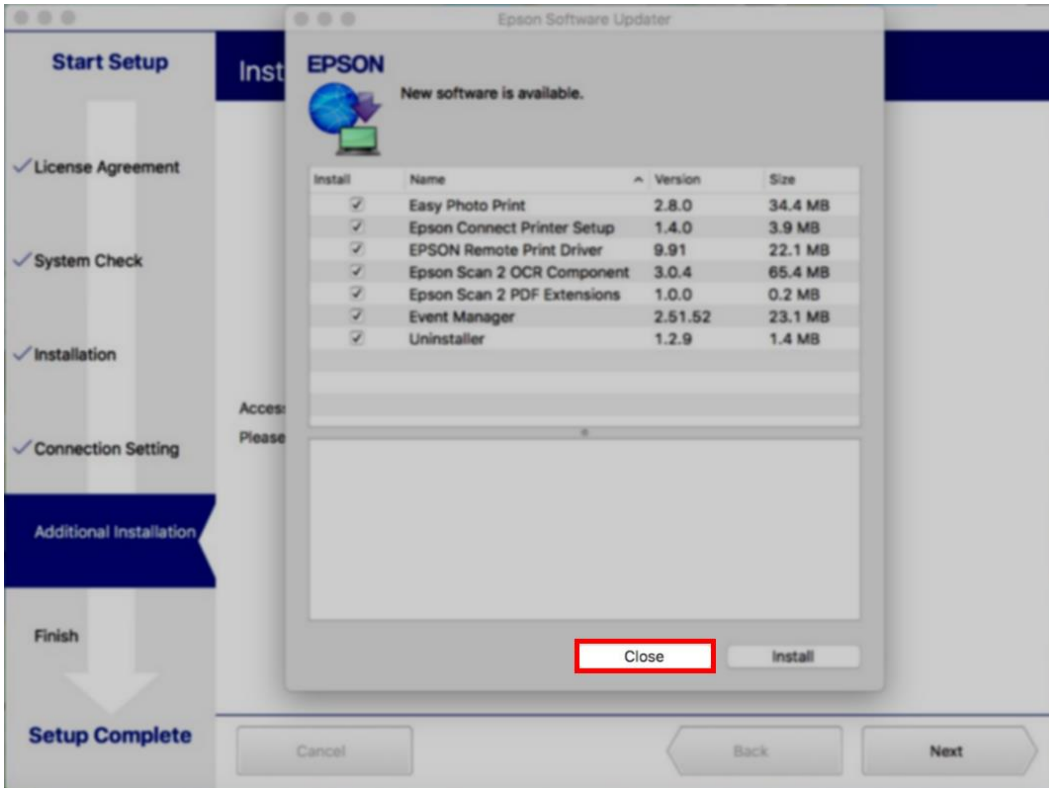 Epson Software Updater
Start Setup
Inst
EPSON
New software is available.
License Agreement
System Check
Installation
Connection Setting
Additional Installation
Finish
Setup Complete
Install Name Version Size
Easy Photo Print 2.8.0 34.4 MB
Epson Connect Printer Setup 1.4.0 3.9 MB
EPSON Remote Print Driver 9.91 22.1 MB
Epson Scan 2 OCR Component 3.0.4 65.4 MB
Epson Scan 2 PDF Extensions 1.0.0 0.2 MB
Event Manager 2.51.52 23.1 MB
Uninstaller 1.2.9 1.4 MB
Acces
Please
Close Install
Cancel Back Next